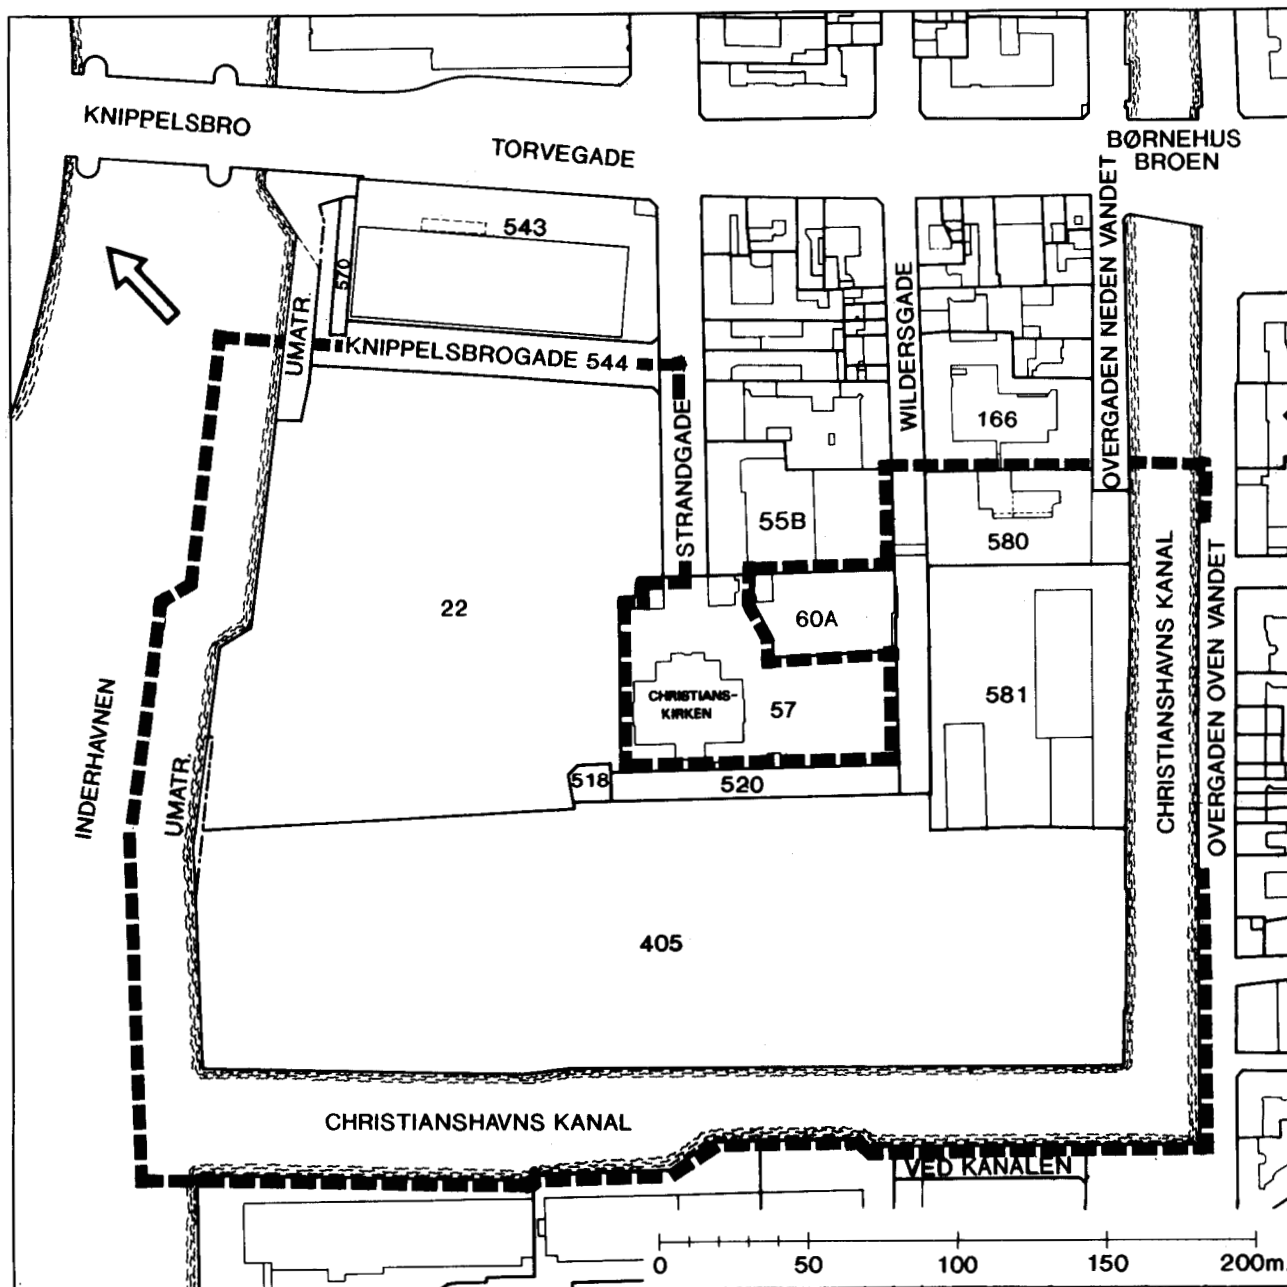 KNIPPELSBRO
TORVEGADE
BØRNEHUS
BROEN
543
570
UMATR.
KNIPPELSBROGADE 544
STRANDGADE
WILDERSGADE
OVERGADEN NEDEN VANDET
166
55B
580
22
60A
CHRISTIANS-
KIRKEN
57
581
CHRISTIANSHAVNS KANAL
OVERGADEN OVEN VANDET
INDERHAVNEN
UMATR.
518
520
405
CHRISTIANSHAVNS KANAL
VED KANALEN
0 50 100 150 200m